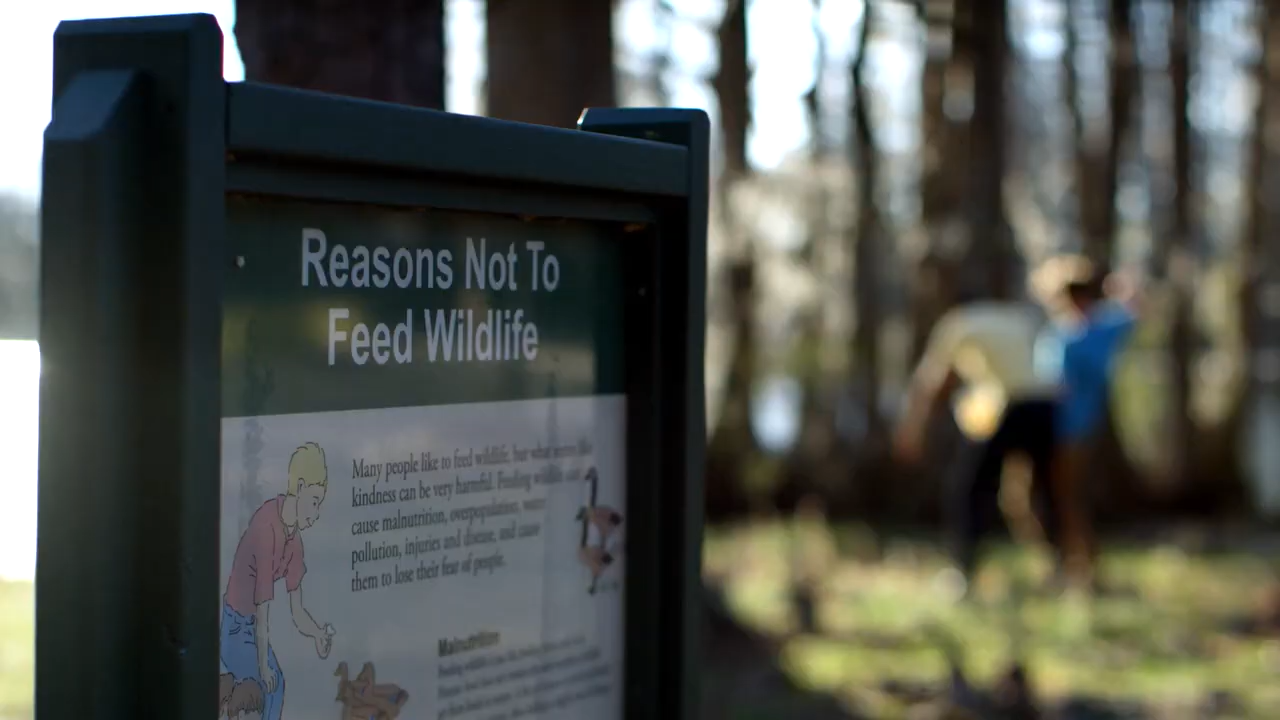 Reasons Not To
Feed Wildlife
Many people like to feed wildlife, but what seems like
kindness can be very harmful. Feeding wildlife can
cause malnutrition, overpopulation, water
pollution, injuries and disease, and cause
them to lose their fear of people.
Malnutrition